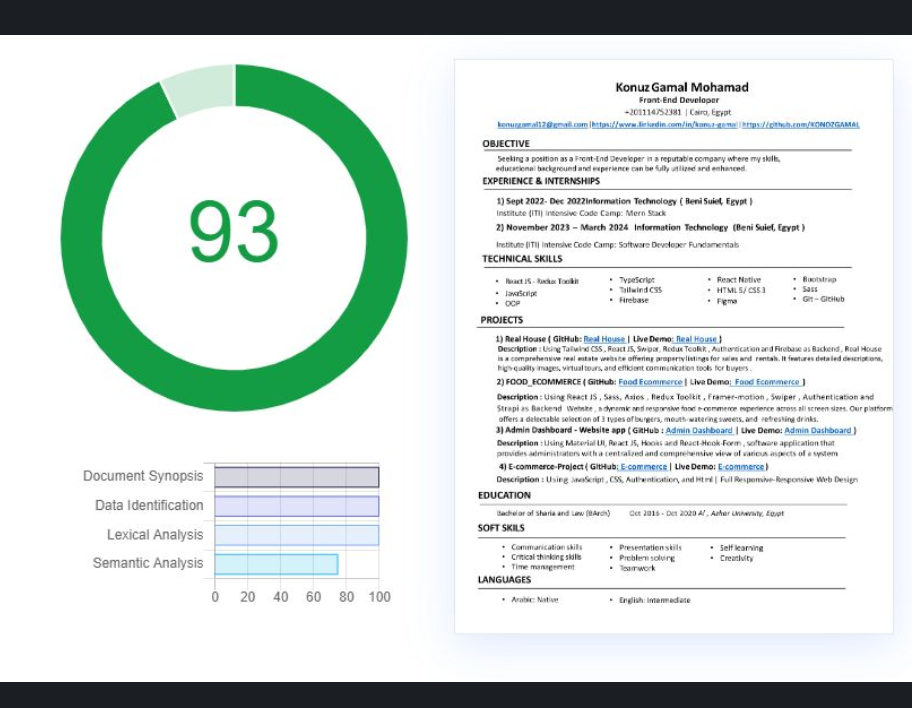 93
Document Synopsis
Data Identification
Lexical Analysis
Semantic Analysis
0 20 40 60 80 100
Konuz Gamal Mohamad
Front-End Developer
+201114752381 | Cairo, Egypt
konuzgamal12@gmail.com | https://www.linkedin.com/in/konuz-gamal | https://github.com/KONOZGAMAL
OBJECTIVE
Seeking a position as a Front-End Developer in a reputable company where my skills,
educational background and experience can be fully utilized and enhanced.
EXPERIENCE & INTERNSHIPS
1) Sept 2022- Dec 2022Information Technology ( Beni Suief, Egypt )
Institute (ITI) Intensive Code Camp: Mern Stack
2) November 2023 – March 2024 Information Technology (Beni Suief, Egypt )
Institute (ITI) Intensive Code Camp: Software Developer Fundamentals
TECHNICAL SKILLS
• React JS - Redux Toolkit
• JavaScript
• OOP
• TypeScript
• Tailwind CSS
• Firebase
• React Native
• HTML 5/ CSS 3
• Figma
• Bootstrap
• Sass
• Git – GitHub
PROJECTS
1) Real House ( GitHub: Real House | Live Demo: Real House )
Description : Using Tailwind CSS , React JS, Swiper, Redux Toolkit , Authentication and Firebase as Backend , Real House
is a comprehensive real estate website offering property listings for sales and rentals. It features detailed descriptions,
high-quality images, virtual tours, and efficient communication tools for buyers .
2) FOOD_ECOMMERCE ( GitHub: Food Ecommerce | Live Demo: Food Ecommerce )
Description : Using React JS , Sass, Axios , Redux Toolkit , Framer-motion , Swiper , Authentication and
Strapi as Backend Website , a dynamic and responsive food e-commerce experience across all screen sizes. Our platform
offers a delectable selection of 3 types of burgers, mouth-watering sweets, and refreshing drinks.
3) Admin Dashboard - Website app ( GitHub : Admin Dashboard | Live Demo: Admin Dashboard )
Description : Using Material UI, React JS, Hooks and React-Hook-Form , software application that
provides administrators with a centralized and comprehensive view of various aspects of a system
4) E-commerce-Project ( GitHub: E-commerce | Live Demo: E-commerce )
Description : Using JavaScript , CSS, Authentication, and Html | Full Responsive-Responsive Web Design
EDUCATION
Bachelor of Sharia and Law (BArch) Oct 2016 - Oct 2020 Al , Azhar University, Egypt
SOFT SKILS
• Communication skills
• Critical thinking skills
• Time management
• Presentation skills
• Problem solving
• Teamwork
• Self learning
• Creativity
LANGUAGES
• Arabic: Native
• English: Intermediate